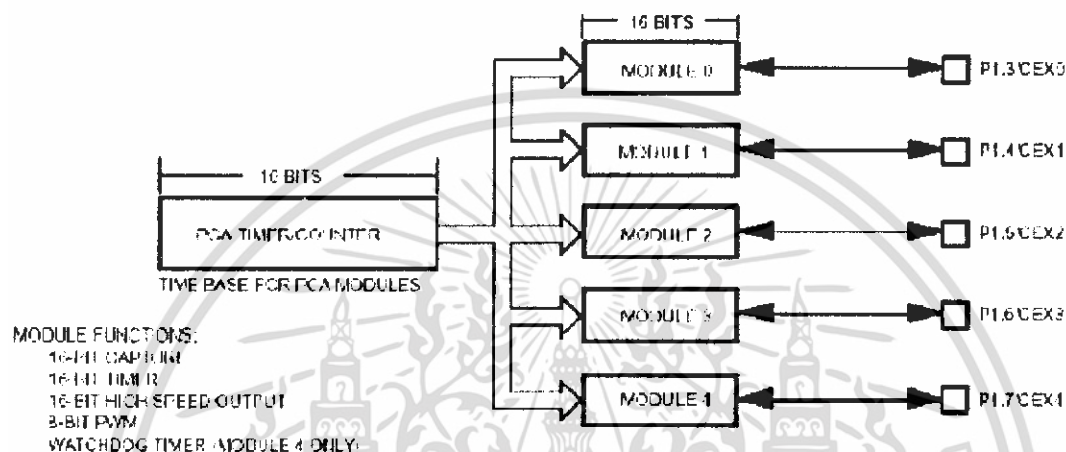 16 BITS
MODULE 0
P1.3/CEX0
MODULE 1
P1.4/CEX1
16 BITS
PCA TIMER/COUNTER
MODULE 2
P1.5/CEX2
TIME BASE FOR PCA MODULES
MODULE 3
P1.6/CEX3
MODULE FUNCTIONS:
16-BIT CAPTURE
16-BIT TIMER
16-BIT HIGH SPEED OUTPUT
8-BIT PWM
WATCHDOG TIMER (MODULE 4 ONLY)
MODULE 4
P1.7/CEX4